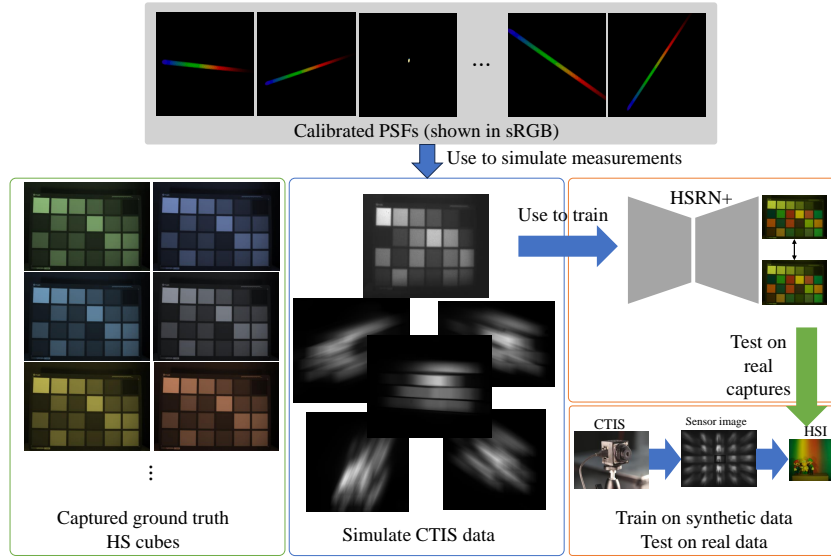 ...
Calibrated PSFs (shown in sRGB)
Use to simulate measurements
Use to train
HSRN+
Test on
real
captures
CTIS
Sensor image
HSI
...
Captured ground truth
HS cubes
Simulate CTIS data
Train on synthetic data
Test on real data